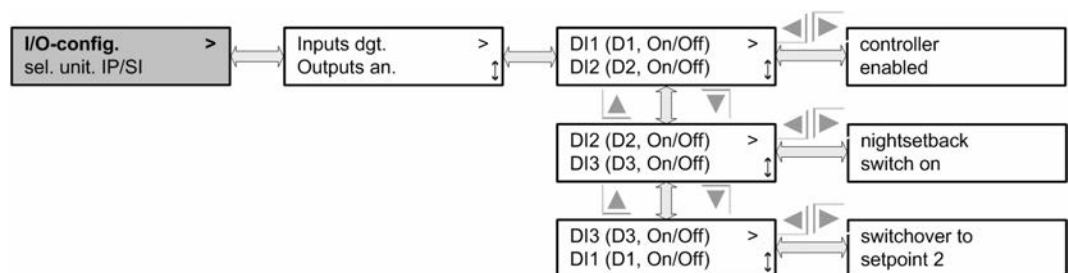 I/O-config. >
sel. unit. IP/SI
Inputs dgt. >
Outputs an.
DI1 (D1, On/Off) >
DI2 (D2, On/Off)
controller
enabled
DI2 (D2, On/Off) >
DI3 (D3, On/Off)
nightsetback
switch on
DI3 (D3, On/Off) >
DI1 (D1, On/Off)
switchover to
setpoint 2